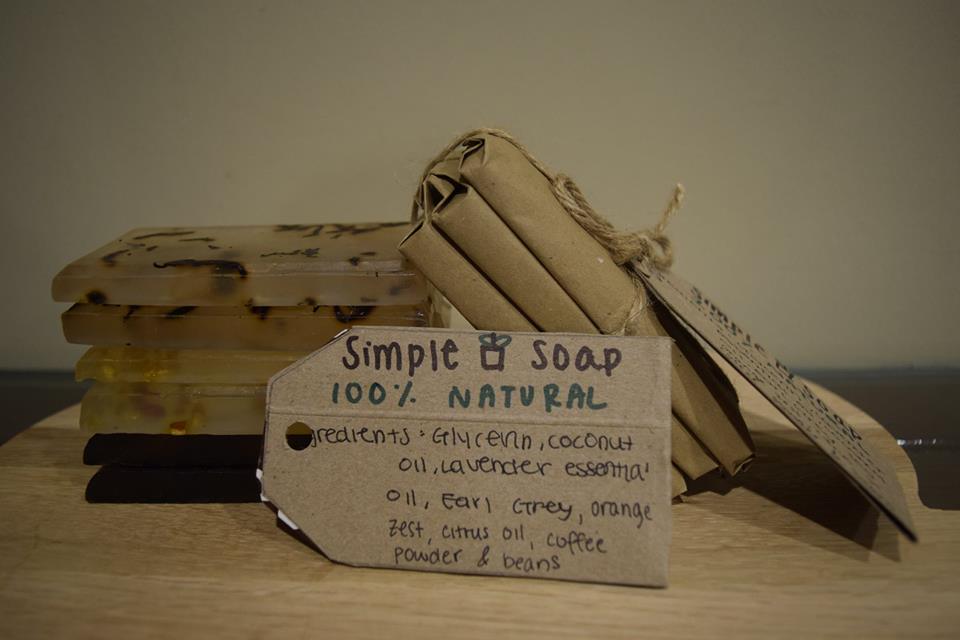 Simple Soap
100% NATURAL
gredients: Glycerin, coconut
oil, Lavender essential
oil, Earl Grey, orange
zest, citrus oil, coffee
powder & beans
Simple Soap